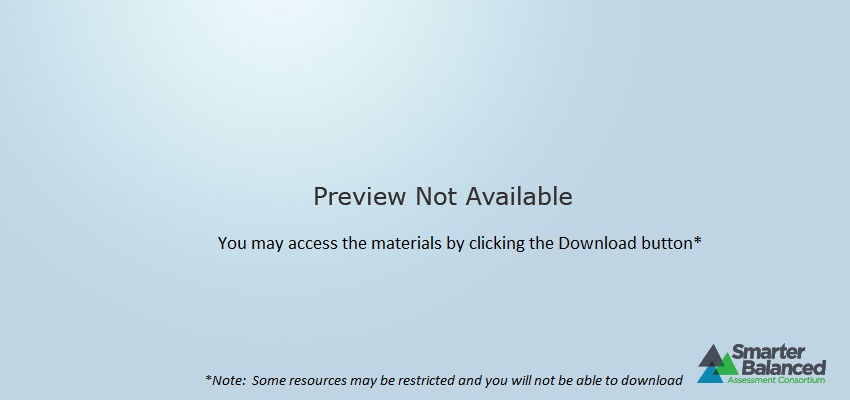 Preview Not Available
You may access the materials by clicking the Download button*
*Note:  Some resources may be restricted and you will not be able to download
Smarter
Balanced
Assessment Consortium